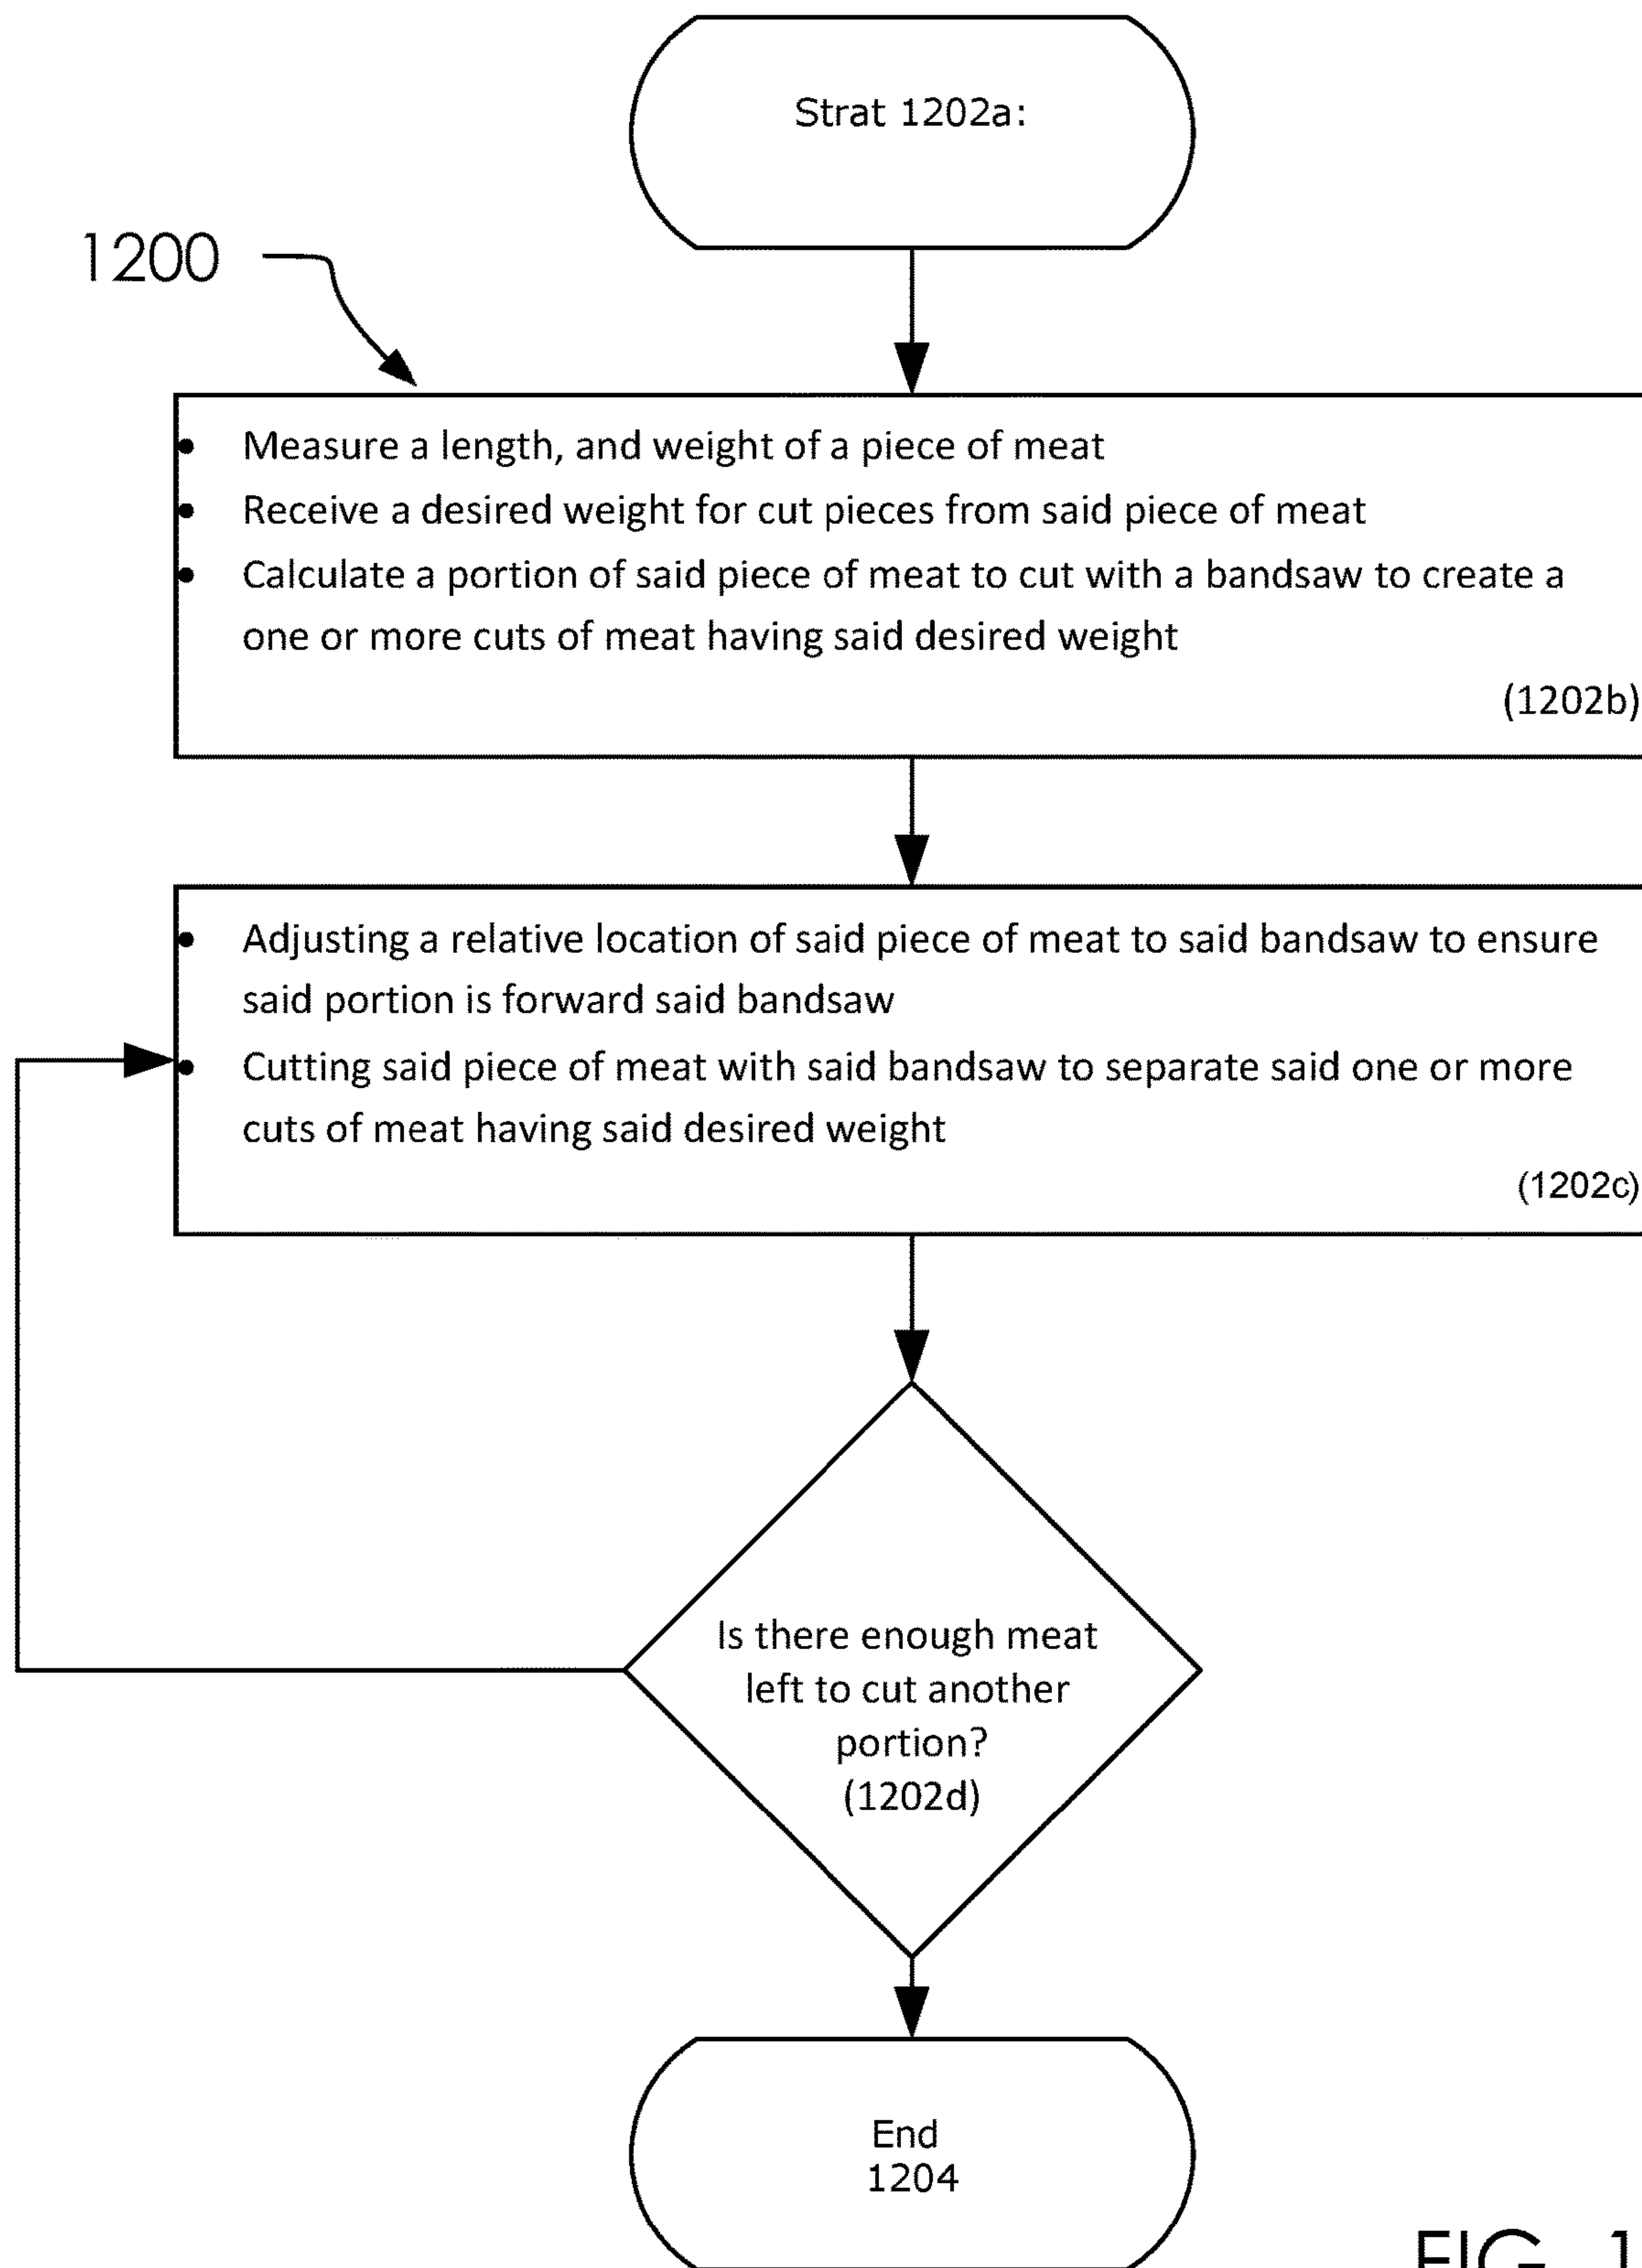 Strat 1202a:
1200
• Measure a length, and weight of a piece of meat
• Receive a desired weight for cut pieces from said piece of meat
• Calculate a portion of said piece of meat to cut with a bandsaw to create a
one or more cuts of meat having said desired weight
(1202b)
• Adjusting a relative location of said piece of meat to said bandsaw to ensure
said portion is forward said bandsaw
• Cutting said piece of meat with said bandsaw to separate said one or more
cuts of meat having said desired weight
(1202c)
Is there enough meat
left to cut another
portion?
(1202d)
End
1204
FIG. 1